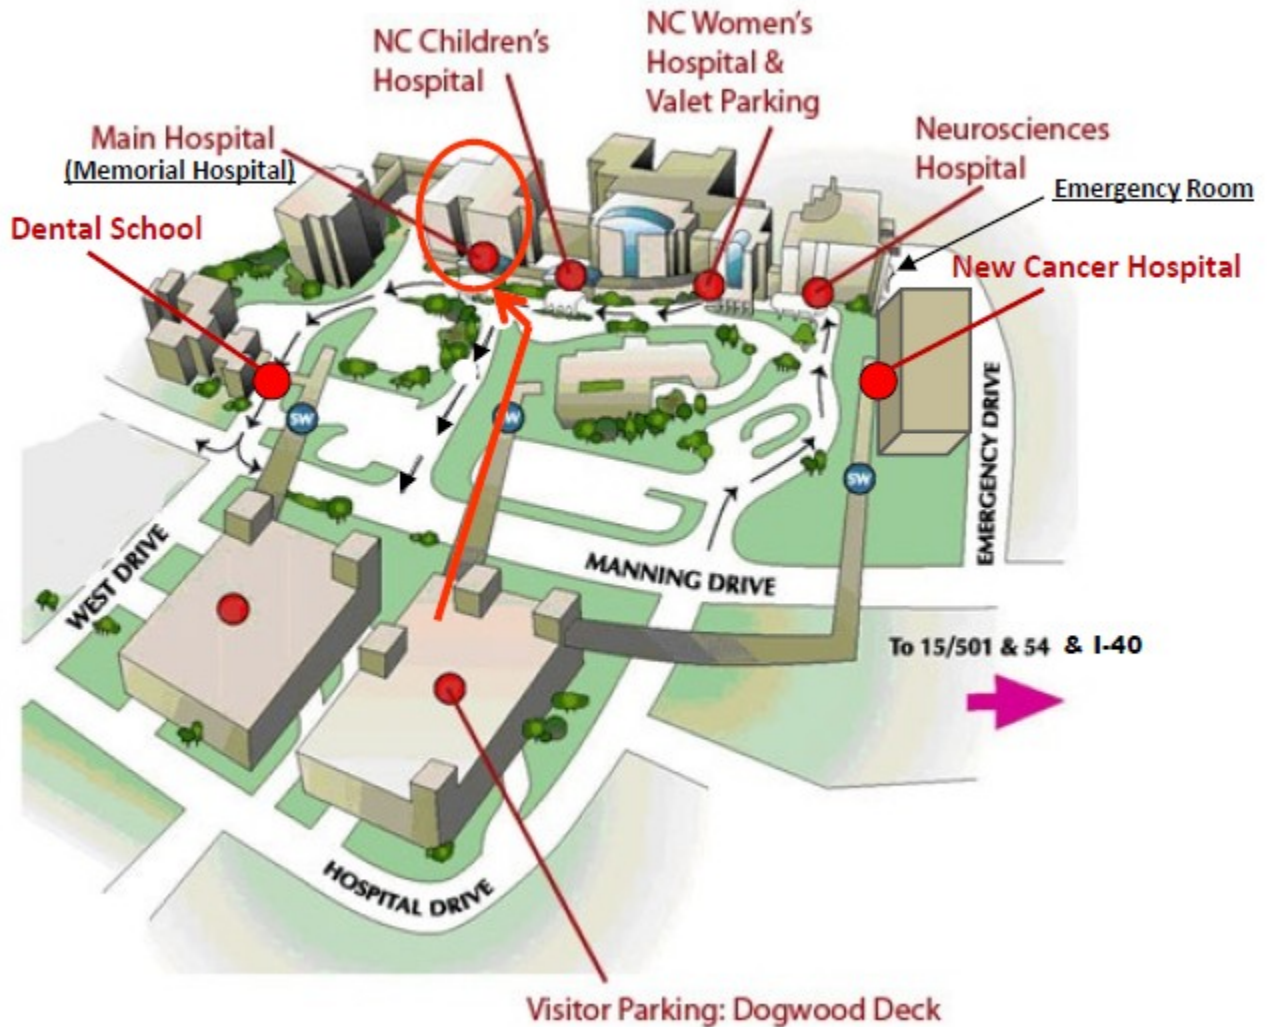 NC Children's
Hospital
NC Women's
Hospital &
Valet Parking
Main Hospital
(Memorial Hospital)
Neurosciences
Hospital
Emergency Room
Dental School
New Cancer Hospital
SW
SW
SW
EMERGENCY DRIVE
WEST DRIVE
MANNING DRIVE
To 15/501 & 54 & I-40
HOSPITAL DRIVE
Visitor Parking: Dogwood Deck